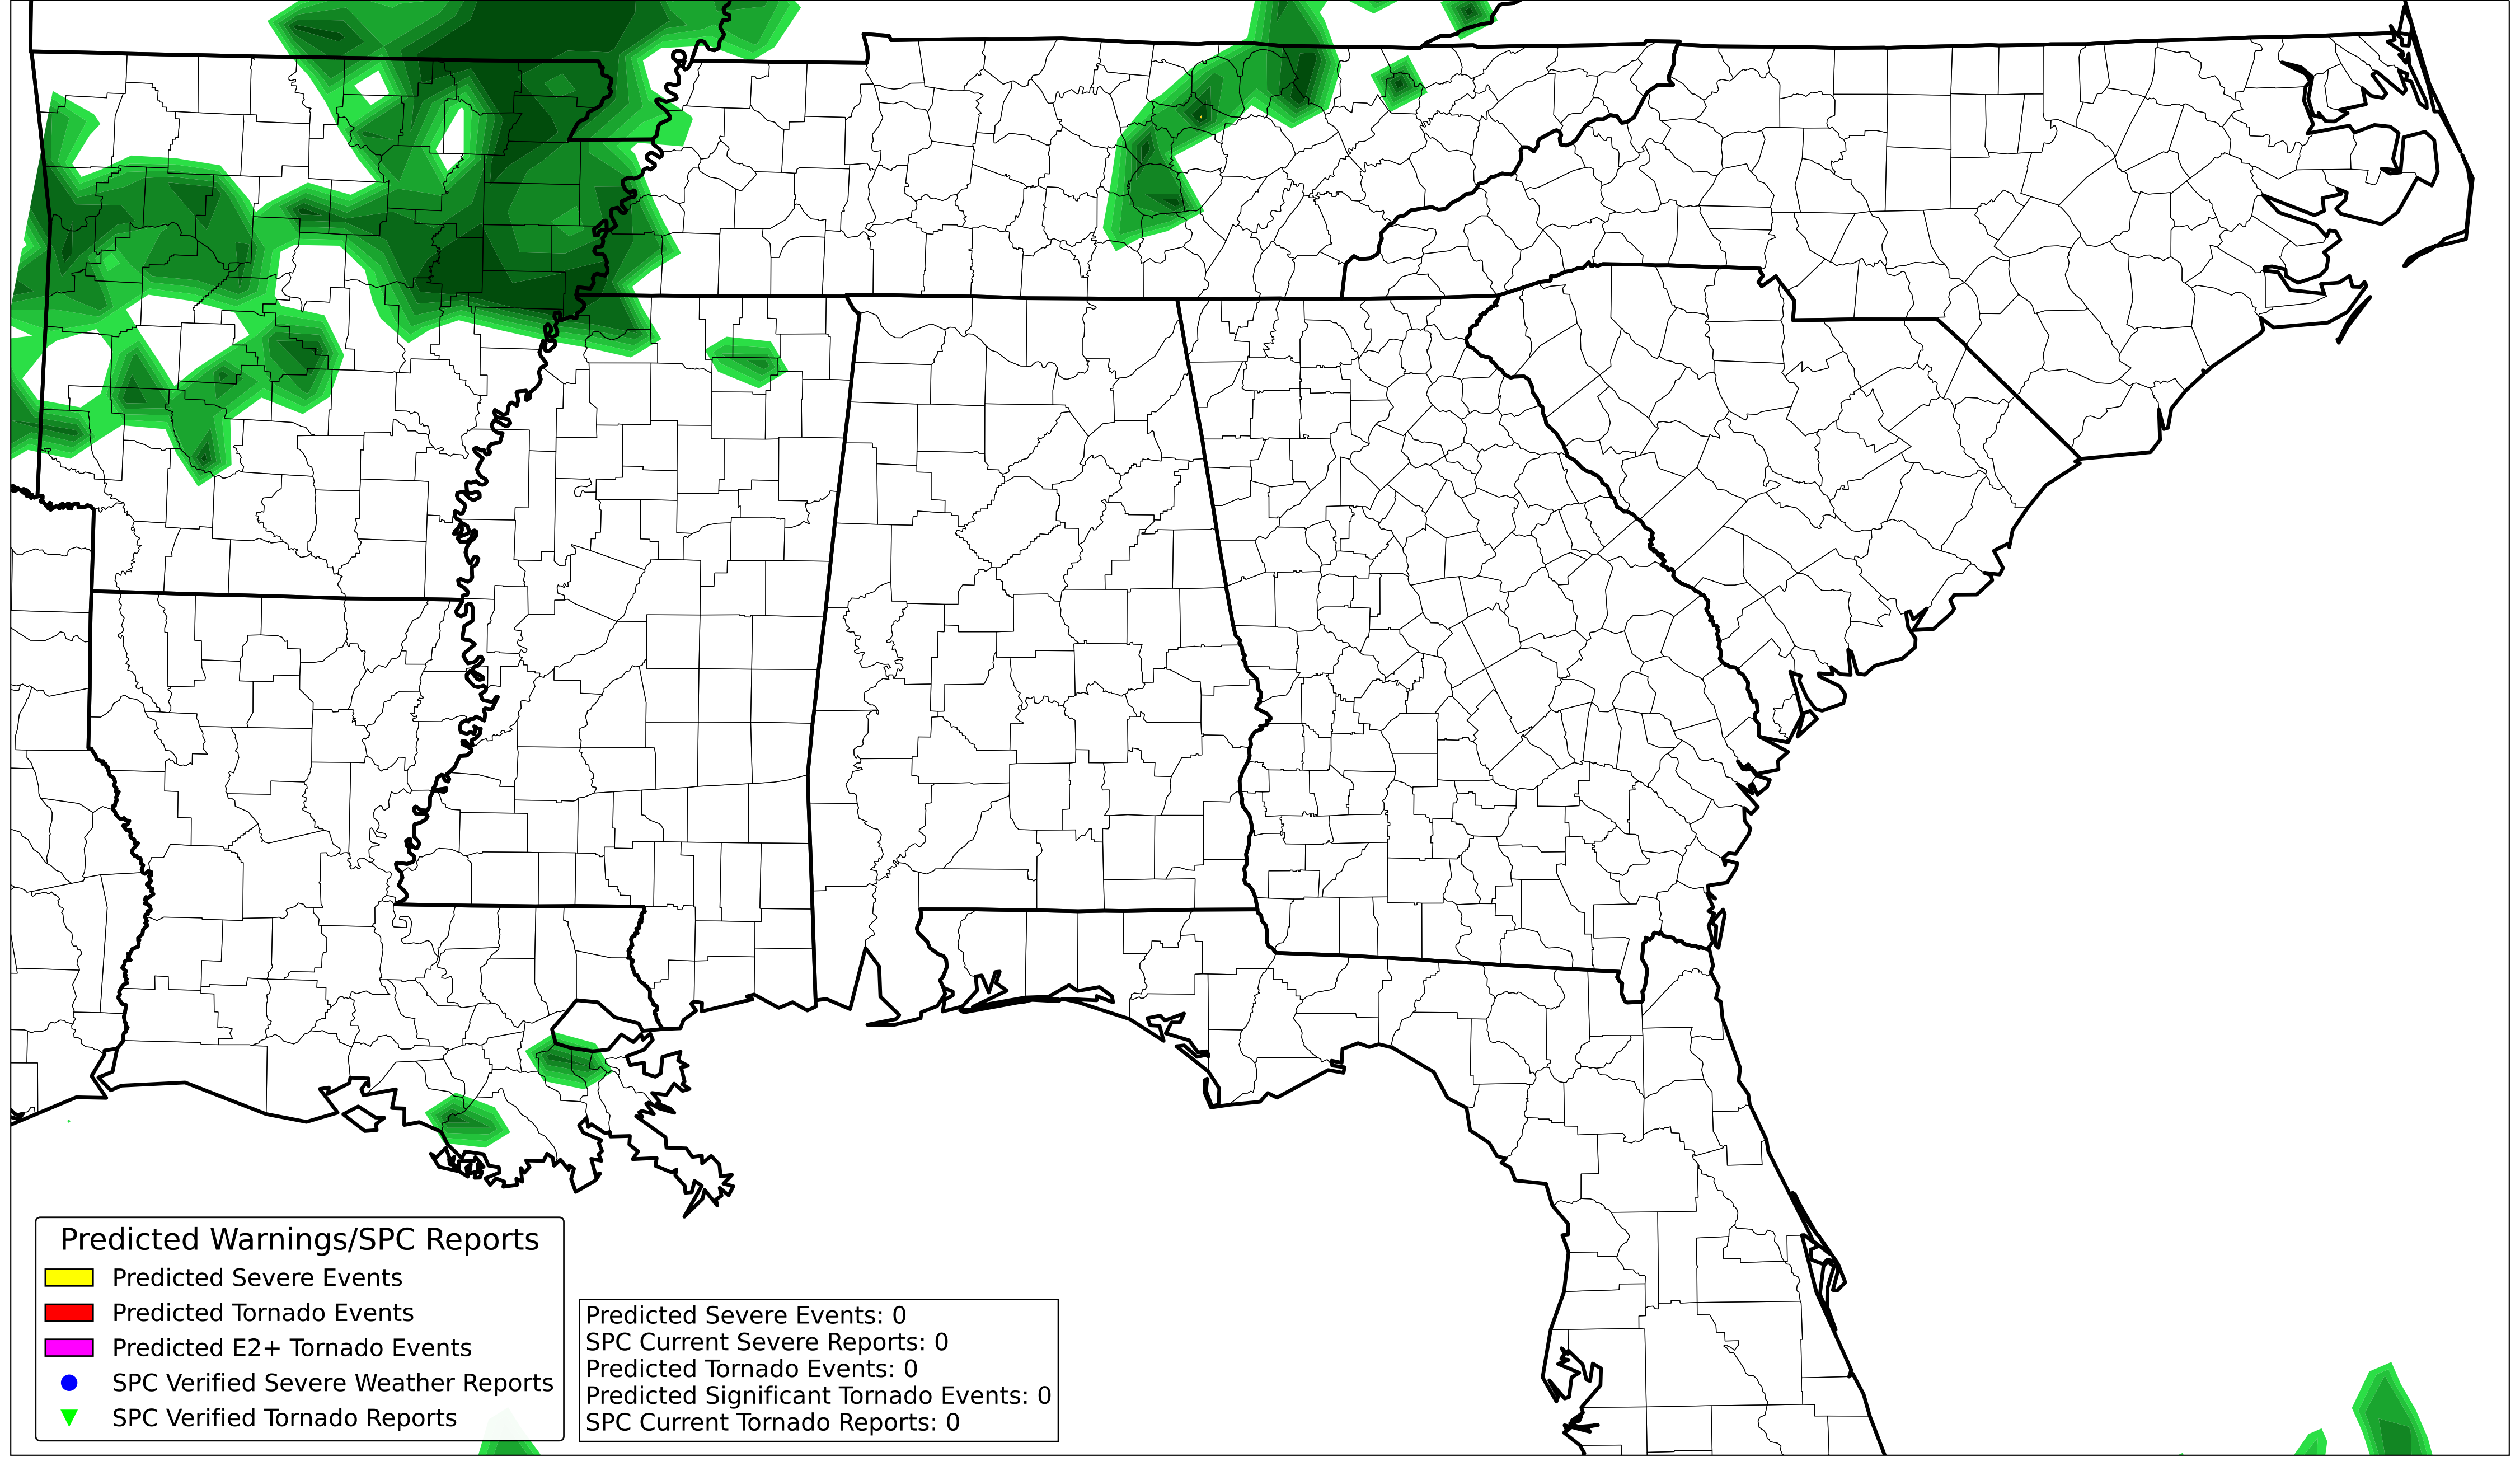 Predicted Warnings/SPC Reports
Predicted Severe Events
Predicted Tornado Events
Predicted E2+ Tornado Events
SPC Verified Severe Weather Reports
SPC Verified Tornado Reports
Predicted Severe Events: 0
SPC Current Severe Reports: 0
Predicted Tornado Events: 0
Predicted Significant Tornado Events: 0
SPC Current Tornado Reports: 0